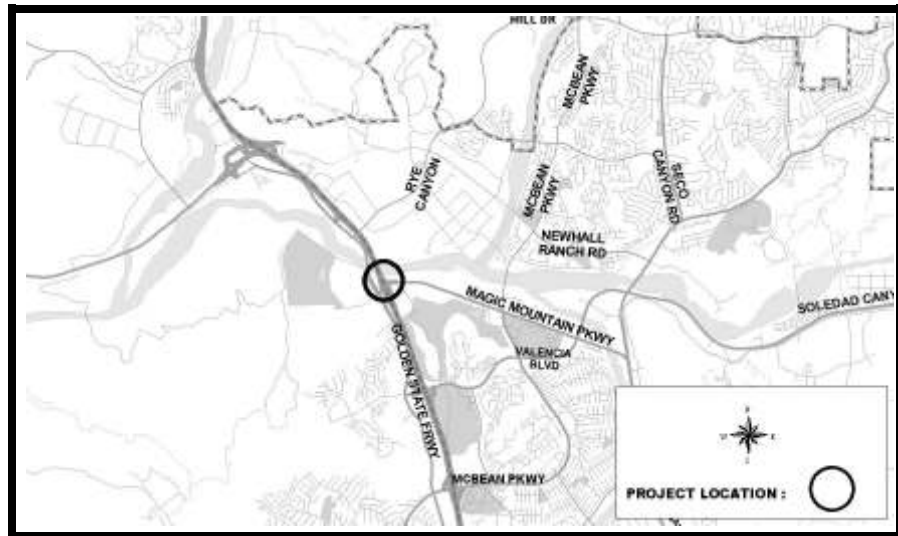 HILL DR
MCBEAN
PKWY
RYE
CANYON
MCBEAN
PKWY
SECO
CANYON RD
NEWHALL
RANCH RD
MAGIC MOUNTAIN PKWY
SOLEDAD CANY
VALENCIA
BLVD
GOLDEN STATE FRWY
MCBEAN PKWY
N
W
E
S
PROJECT LOCATION :